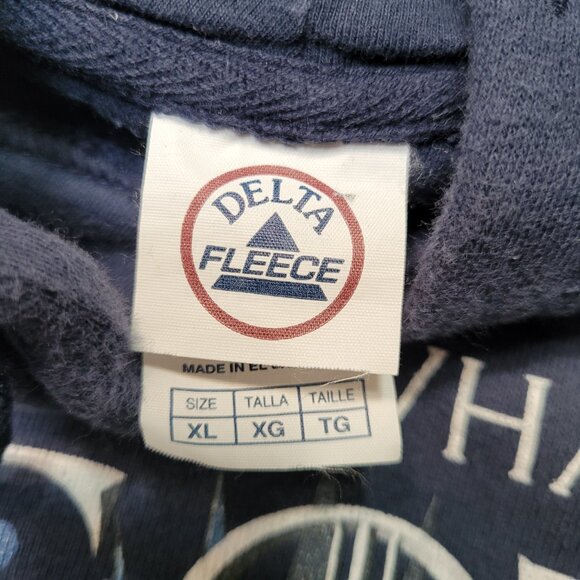 DELTA
FLEECE
MADE IN EL
SIZE TALLA TAILLE
XL XG TG